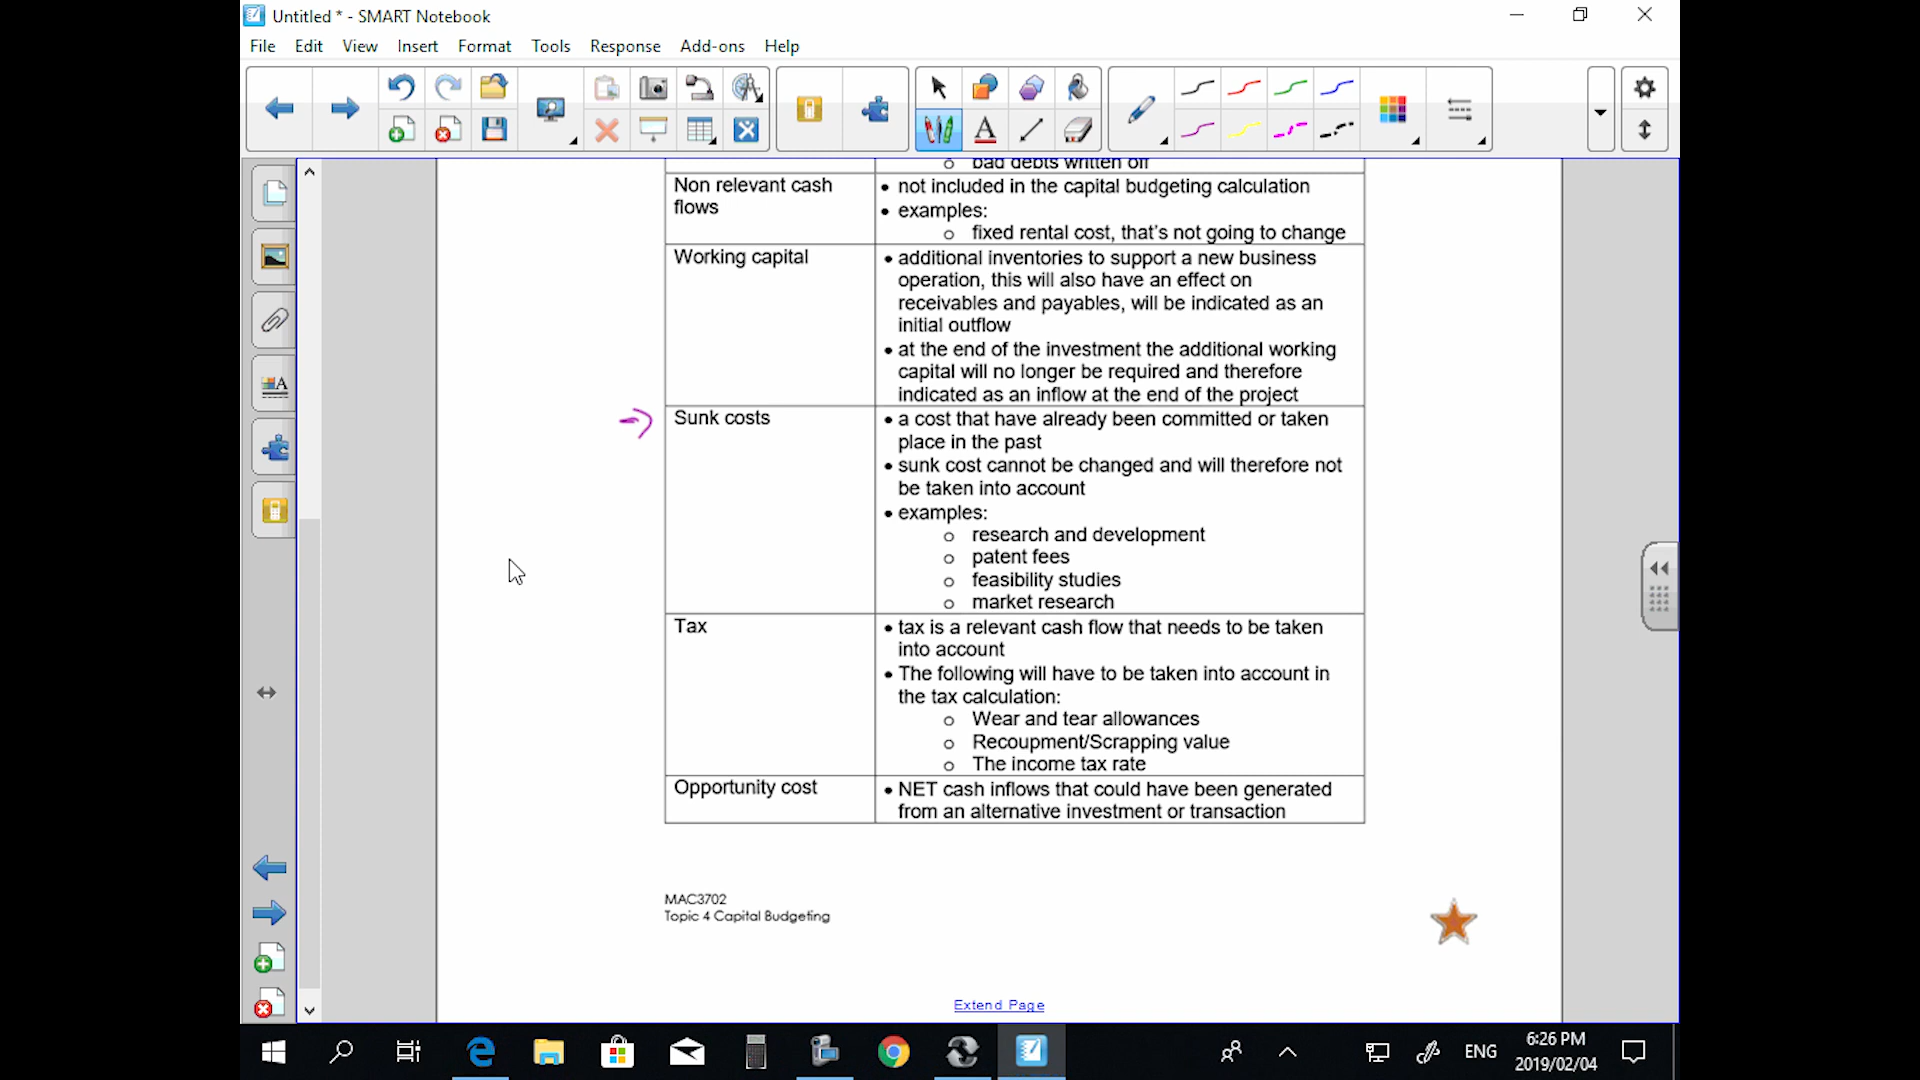 Untitled * - SMART Notebook
File Edit View Insert Format Tools Response Add-ons Help
o bad debts written off
Non relevant cash
flows
• not included in the capital budgeting calculation
• examples:
o fixed rental cost, that's not going to change
Working capital
• additional inventories to support a new business
operation, this will also have an effect on
receivables and payables, will be indicated as an
initial outflow
• at the end of the investment the additional working
capital will no longer be required and therefore
indicated as an inflow at the end of the project
Sunk costs
• a cost that have already been committed or taken
place in the past
• sunk cost cannot be changed and will therefore not
be taken into account
• examples:
o research and development
o patent fees
o feasibility studies
o market research
Tax
• tax is a relevant cash flow that needs to be taken
into account
• The following will have to be taken into account in
the tax calculation:
o Wear and tear allowances
o Recoupment/Scrapping value
o The income tax rate
Opportunity cost
• NET cash inflows that could have been generated
from an alternative investment or transaction
MAC3702
Topic 4 Capital Budgeting
Extend Page
ENG
6:26 PM
2019/02/04